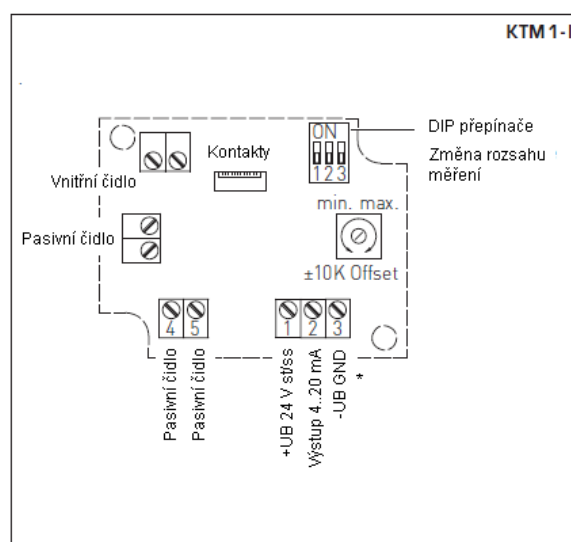 KTM 1-
ON
DIP přepínače
Změna rozsahu
měření
Kontakty
Vnitřní čidlo
1 2 3
min. max.
Pasivní čidlo
±10K Offset
4 5
1 2 3
Pasivní čidlo
Pasivní čidlo
+UB 24 V st/ss
Výstup 4..20 mA
-UB GND
*